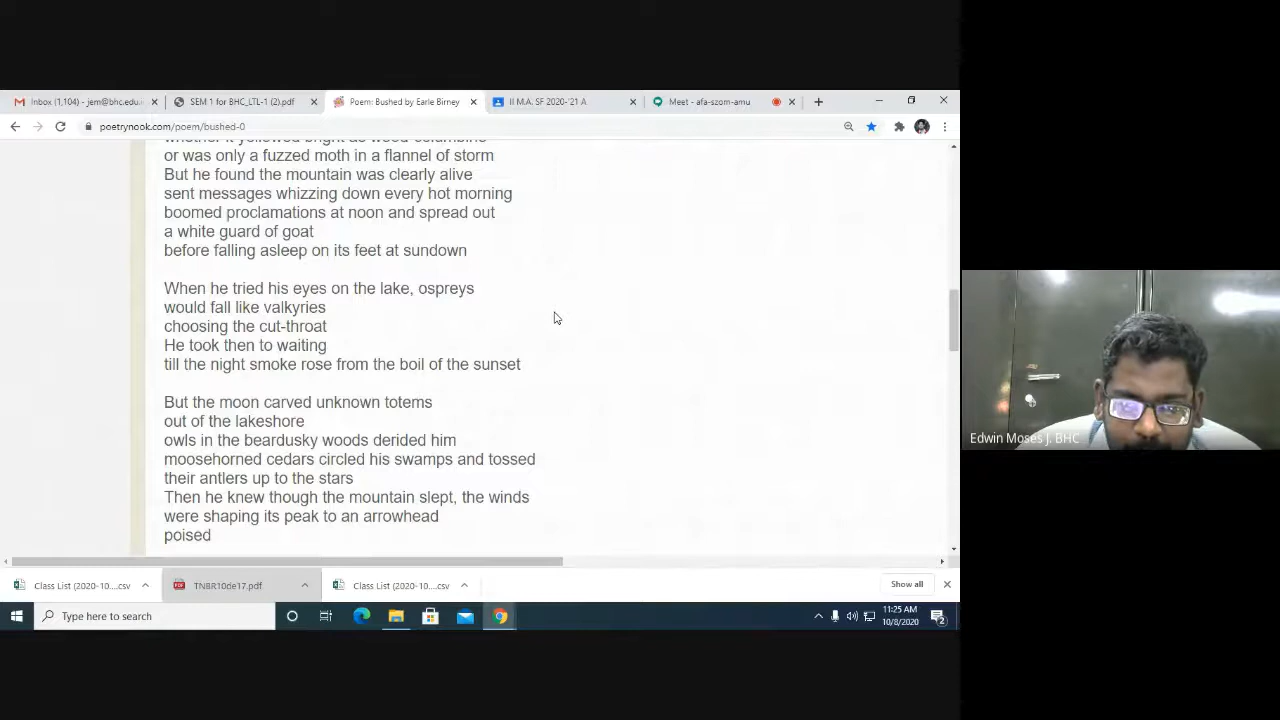 Inbox (1,104) - jem@bhc.edu.i
SEM 1 for BHC_LTL-1 (2).pdf
Poem: Bushed by Earle Birney
II M.A. SF 2020-'21 A
Meet - afa-szom-amu
poetrynook.com/poem/bushed-0
or was only a fuzzed moth in a flannel of storm
But he found the mountain was clearly alive
sent messages whizzing down every hot morning
boomed proclamations at noon and spread out
a white guard of goat
before falling asleep on its feet at sundown
When he tried his eyes on the lake, ospreys
would fall like valkyries
choosing the cut-throat
He took then to waiting
till the night smoke rose from the boil of the sunset
But the moon carved unknown totems
out of the lakeshore
owls in the beardusky woods derided him
moosehorned cedars circled his swamps and tossed
their antlers up to the stars
Then he knew though the mountain slept, the winds
were shaping its peak to an arrowhead
poised
Edwin Moses J. BHC
Class List (2020-10....csv
TNBR10de17.pdf
Class List (2020-10....csv
Show all
Type here to search
11:25 AM
10/8/2020
2